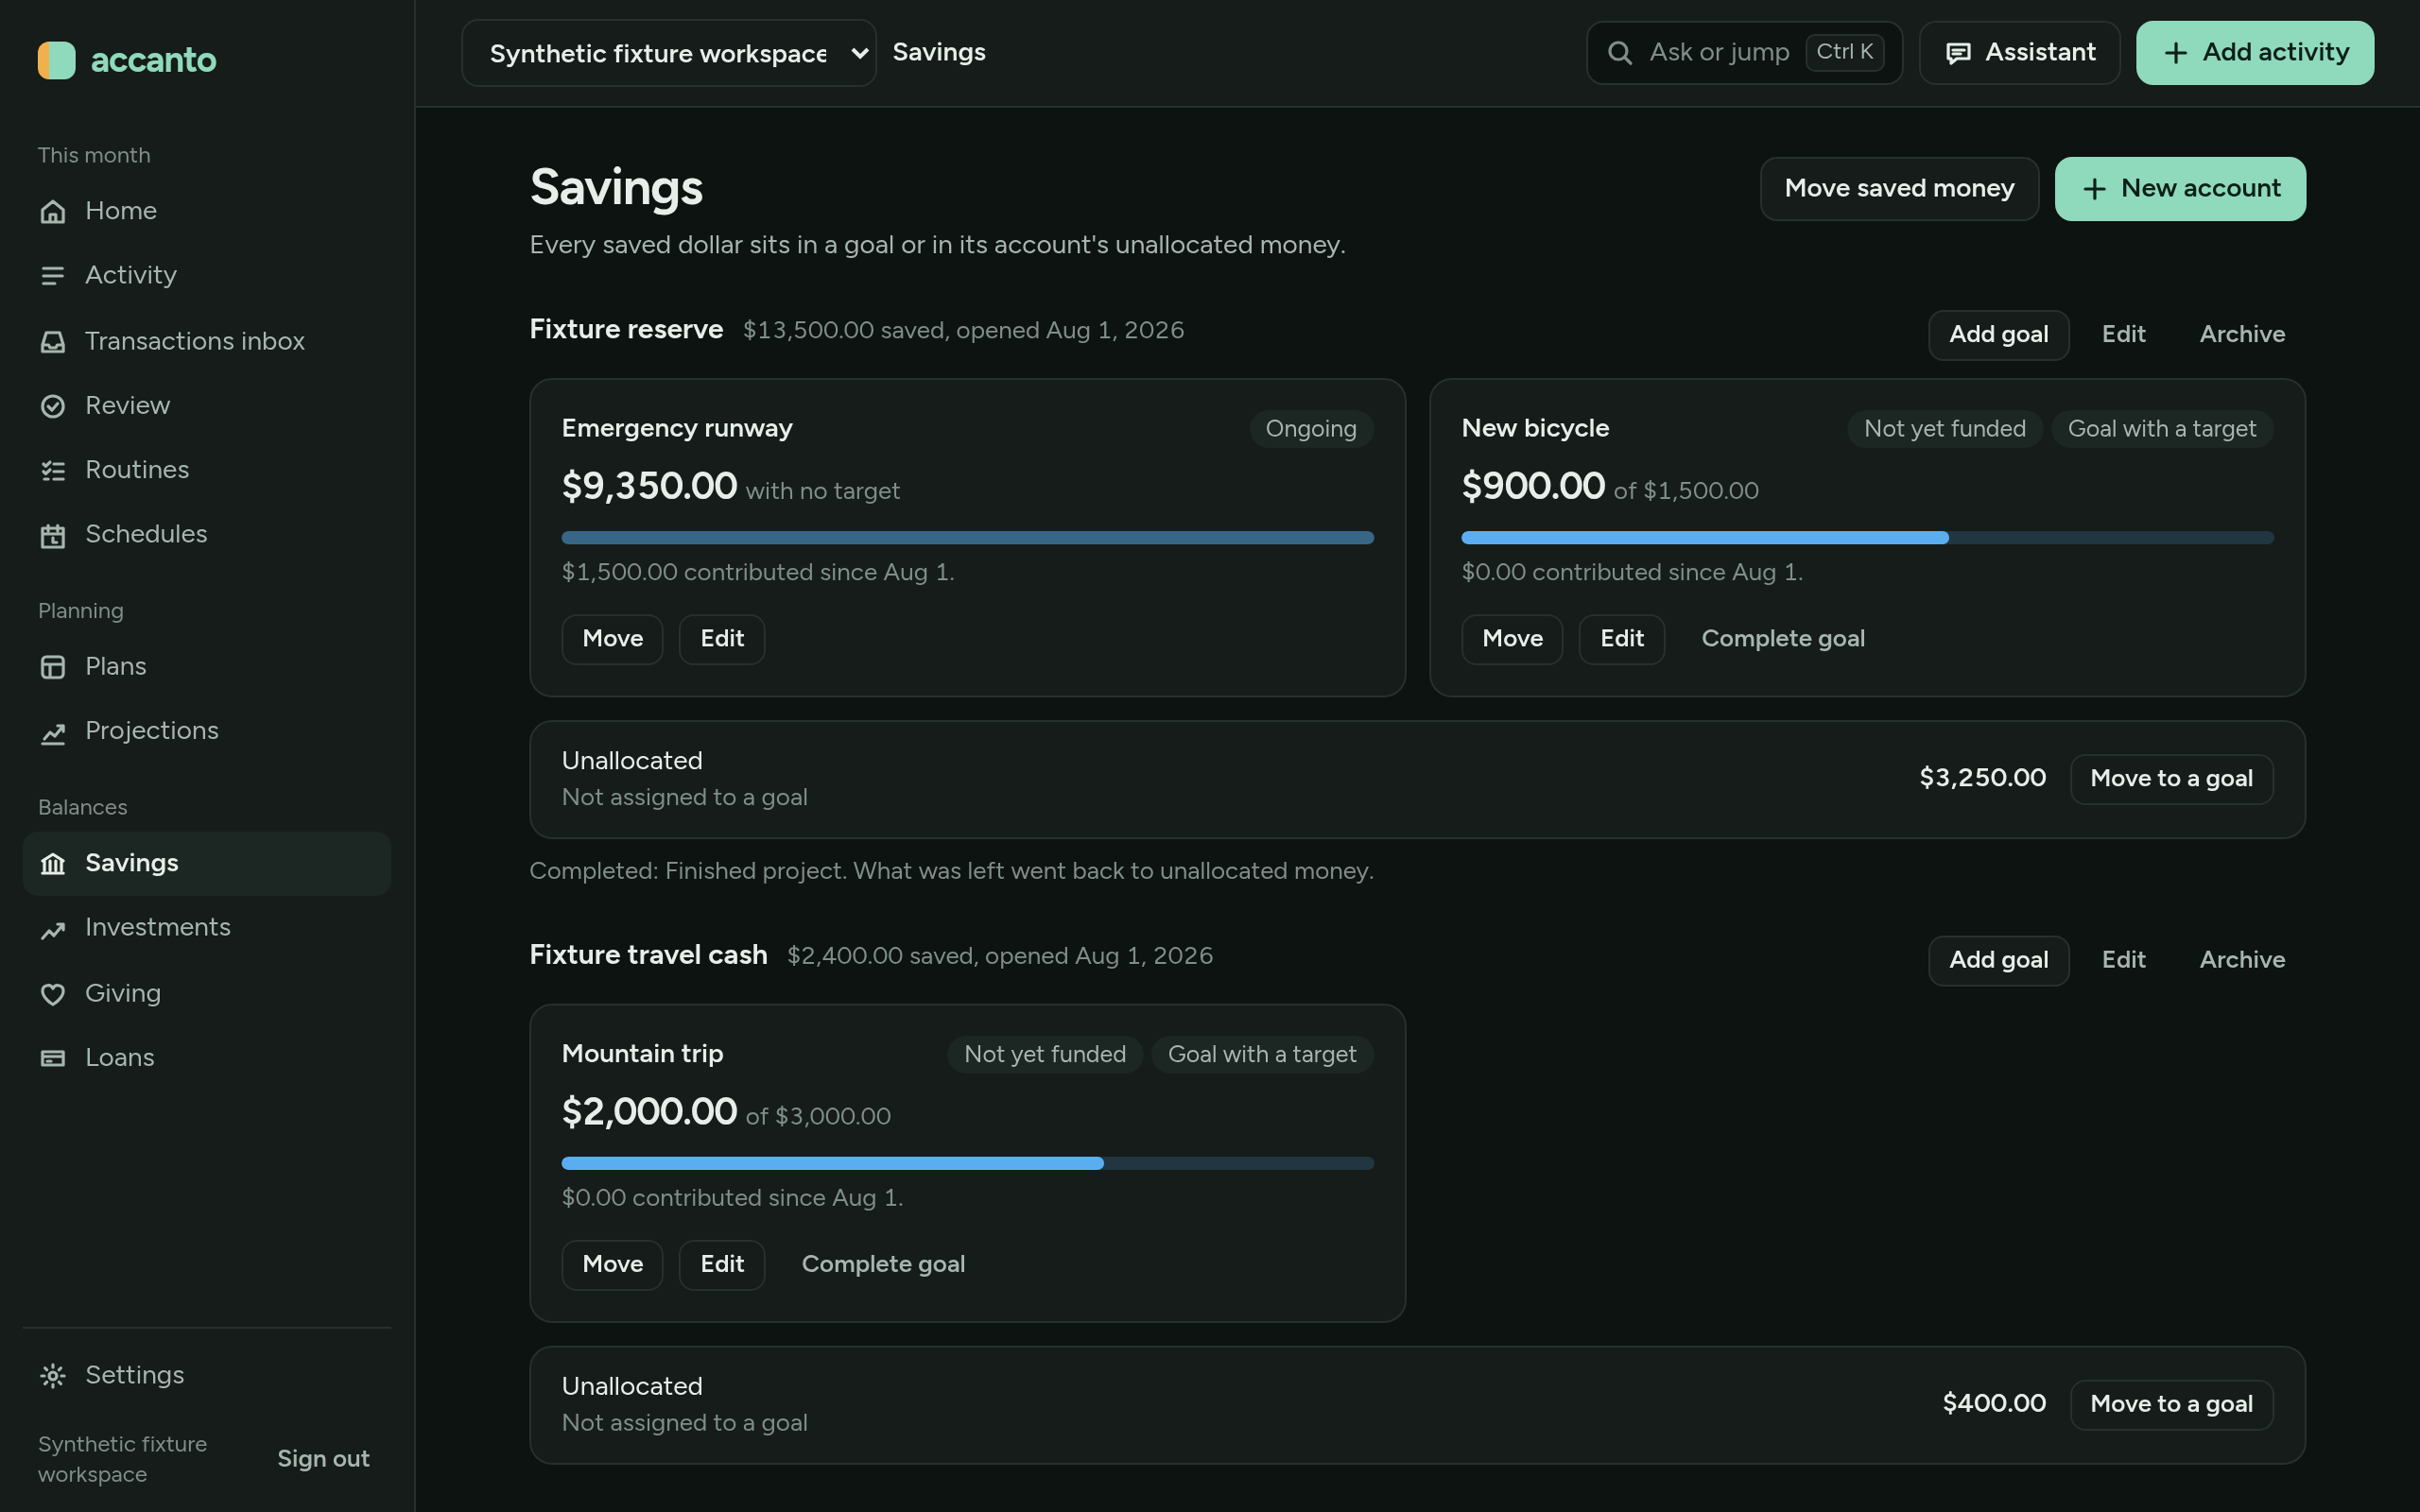 accanto
This month
Home
Activity
Transactions inbox
Review
Routines
Schedules
Planning
Plans
Projections
Balances
Savings
Investments
Giving
Loans
Settings
Synthetic fixture
workspace
Sign out
Synthetic fixture workspace
Savings
Ask or jump
Ctrl K
Assistant
Add activity
Savings
Move saved money
New account
Every saved dollar sits in a goal or in its account's unallocated money.
Fixture reserve $13,500.00 saved, opened Aug 1, 2026
Add goal
Edit
Archive
Emergency runway
Ongoing
$9,350.00 with no target
$1,500.00 contributed since Aug 1.
Move
Edit
New bicycle
Not yet funded
Goal with a target
$900.00 of $1,500.00
$0.00 contributed since Aug 1.
Move
Edit
Complete goal
Unallocated
Not assigned to a goal
$3,250.00
Move to a goal
Completed: Finished project. What was left went back to unallocated money.
Fixture travel cash $2,400.00 saved, opened Aug 1, 2026
Add goal
Edit
Archive
Mountain trip
Not yet funded
Goal with a target
$2,000.00 of $3,000.00
$0.00 contributed since Aug 1.
Move
Edit
Complete goal
Unallocated
Not assigned to a goal
$400.00
Move to a goal